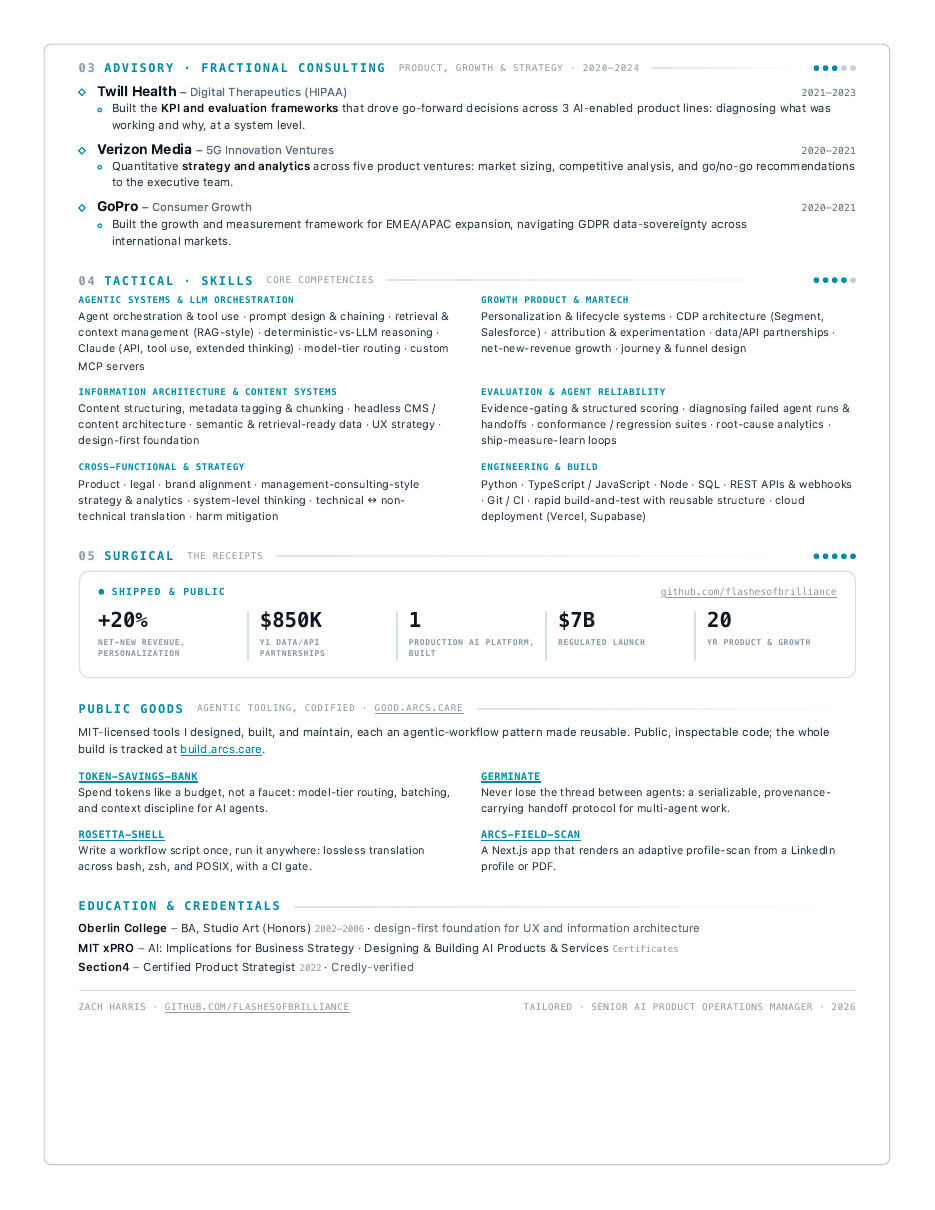 03 ADVISORY · FRACTIONAL CONSULTING PRODUCT, GROWTH & STRATEGY · 2020–2024
Twill Health – Digital Therapeutics (HIPAA) 2021–2023
Built the KPI and evaluation frameworks that drove go-forward decisions across 3 AI-enabled product lines: diagnosing what was
working and why, at a system level.
Verizon Media – 5G Innovation Ventures 2020–2021
Quantitative strategy and analytics across five product ventures: market sizing, competitive analysis, and go/no-go recommendations
to the executive team.
GoPro – Consumer Growth 2020–2021
Built the growth and measurement framework for EMEA/APAC expansion, navigating GDPR data-sovereignty across
international markets.
04 TACTICAL · SKILLS CORE COMPETENCIES
AGENTIC SYSTEMS & LLM ORCHESTRATION
Agent orchestration & tool use · prompt design & chaining · retrieval &
context management (RAG-style) · deterministic-vs-LLM reasoning ·
Claude (API, tool use, extended thinking) · model-tier routing · custom
MCP servers
GROWTH PRODUCT & MARTECH
Personalization & lifecycle systems · CDP architecture (Segment,
Salesforce) · attribution & experimentation · data/API partnerships ·
net-new-revenue growth · journey & funnel design
INFORMATION ARCHITECTURE & CONTENT SYSTEMS
Content structuring, metadata tagging & chunking · headless CMS /
content architecture · semantic & retrieval-ready data · UX strategy ·
design-first foundation
EVALUATION & AGENT RELIABILITY
Evidence-gating & structured scoring · diagnosing failed agent runs &
handoffs · conformance / regression suites · root-cause analytics ·
ship-measure-learn loops
CROSS-FUNCTIONAL & STRATEGY
Product · legal · brand alignment · management-consulting-style
strategy & analytics · system-level thinking · technical ↔ non-
technical translation · harm mitigation
ENGINEERING & BUILD
Python · TypeScript / JavaScript · Node · SQL · REST APIs & webhooks
· Git / CI · rapid build-and-test with reusable structure · cloud
deployment (Vercel, Supabase)
05 SURGICAL THE RECEIPTS
● SHIPPED & PUBLIC github.com/flashesofbrilliance
+20%
NET-NEW REVENUE,
PERSONALIZATION
$850K
Y1 DATA/API
PARTNERSHIPS
1
PRODUCTION AI PLATFORM,
BUILT
$7B
REGULATED LAUNCH
20
YR PRODUCT & GROWTH
PUBLIC GOODS AGENTIC TOOLING, CODIFIED · GOOD.ARCS.CARE
MIT-licensed tools I designed, built, and maintain, each an agentic-workflow pattern made reusable. Public, inspectable code; the whole
build is tracked at build.arcs.care.
TOKEN-SAVINGS-BANK
Spend tokens like a budget, not a faucet: model-tier routing, batching,
and context discipline for AI agents.
GERMINATE
Never lose the thread between agents: a serializable, provenance-
carrying handoff protocol for multi-agent work.
ROSETTA-SHELL
Write a workflow script once, run it anywhere: lossless translation
across bash, zsh, and POSIX, with a CI gate.
ARCS-FIELD-SCAN
A Next.js app that renders an adaptive profile-scan from a LinkedIn
profile or PDF.
EDUCATION & CREDENTIALS
Oberlin College – BA, Studio Art (Honors) 2002–2006 · design-first foundation for UX and information architecture
MIT xPRO – AI: Implications for Business Strategy · Designing & Building AI Products & Services Certificates
Section4 – Certified Product Strategist 2022 · Credly-verified
ZACH HARRIS · GITHUB.COM/FLASHESOFBRILLIANCE TAILORED · SENIOR AI PRODUCT OPERATIONS MANAGER · 2026